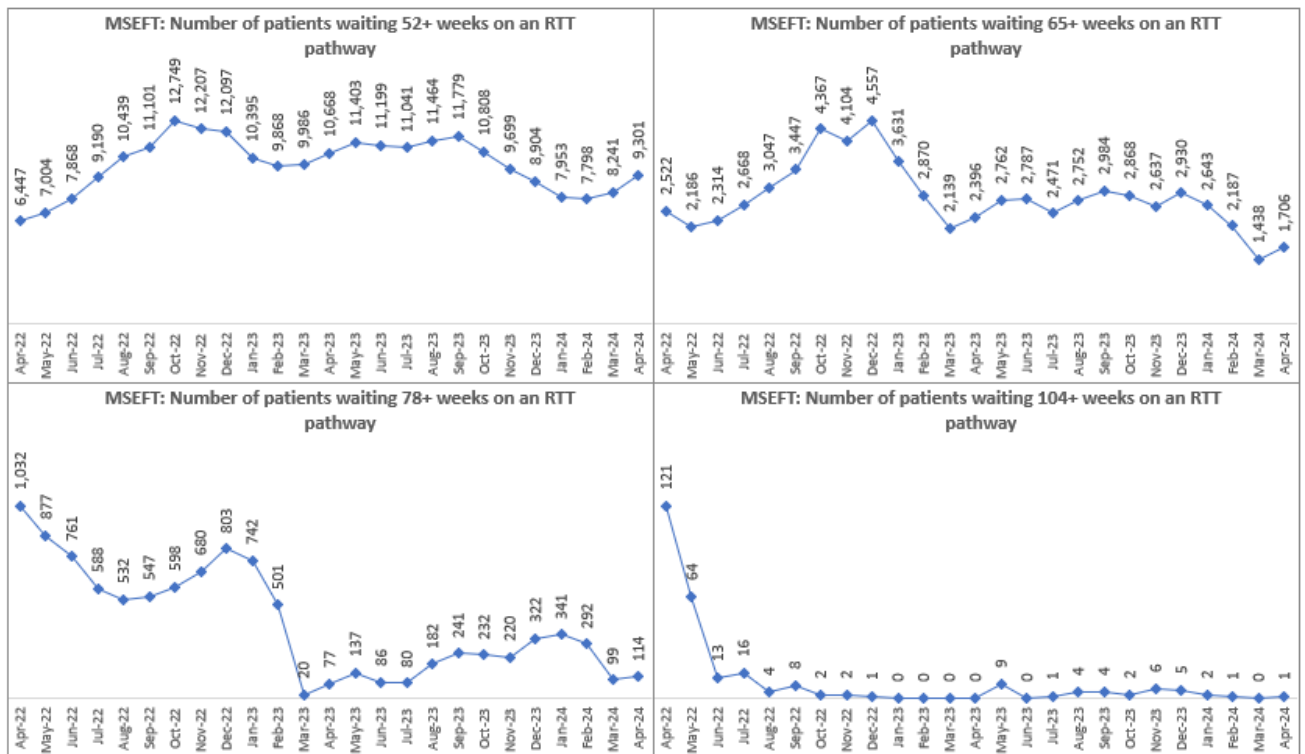 MSEFT: Number of patients waiting 52+ weeks on an RTT
pathway
6,447
7,004
7,868
9,190
10,439
11,101
12,749
12,207
12,097
10,395
9,868
9,986
10,668
11,403
11,199
11,041
11,464
11,779
10,808
9,699
8,904
7,953
7,798
8,241
9,301
Apr-22
May-22
Jun-22
Jul-22
Aug-22
Sep-22
Oct-22
Nov-22
Dec-22
Jan-23
Feb-23
Mar-23
Apr-23
May-23
Jun-23
Jul-23
Aug-23
Sep-23
Oct-23
Nov-23
Dec-23
Jan-24
Feb-24
Mar-24
Apr-24
MSEFT: Number of patients waiting 65+ weeks on an RTT
pathway
2,522
2,186
2,314
2,668
3,047
3,447
4,367
4,104
4,557
3,631
2,870
2,139
2,396
2,762
2,787
2,471
2,752
2,984
2,868
2,637
2,930
2,643
2,187
1,438
1,706
Apr-22
May-22
Jun-22
Jul-22
Aug-22
Sep-22
Oct-22
Nov-22
Dec-22
Jan-23
Feb-23
Mar-23
Apr-23
May-23
Jun-23
Jul-23
Aug-23
Sep-23
Oct-23
Nov-23
Dec-23
Jan-24
Feb-24
Mar-24
Apr-24
MSEFT: Number of patients waiting 78+ weeks on an RTT
pathway
1,032
877
761
588
532
547
598
680
803
742
501
20
77
137
86
80
182
241
232
220
322
341
292
99
114
Apr-22
May-22
Jun-22
Jul-22
Aug-22
Sep-22
Oct-22
Nov-22
Dec-22
Jan-23
Feb-23
Mar-23
Apr-23
May-23
Jun-23
Jul-23
Aug-23
Sep-23
Oct-23
Nov-23
Dec-23
Jan-24
Feb-24
Mar-24
Apr-24
MSEFT: Number of patients waiting 104+ weeks on an RTT
pathway
121
64
13
16
4
8
2
2
1
0
0
0
0
9
0
1
4
4
2
6
5
2
1
0
1
Apr-22
May-22
Jun-22
Jul-22
Aug-22
Sep-22
Oct-22
Nov-22
Dec-22
Jan-23
Feb-23
Mar-23
Apr-23
May-23
Jun-23
Jul-23
Aug-23
Sep-23
Oct-23
Nov-23
Dec-23
Jan-24
Feb-24
Mar-24
Apr-24